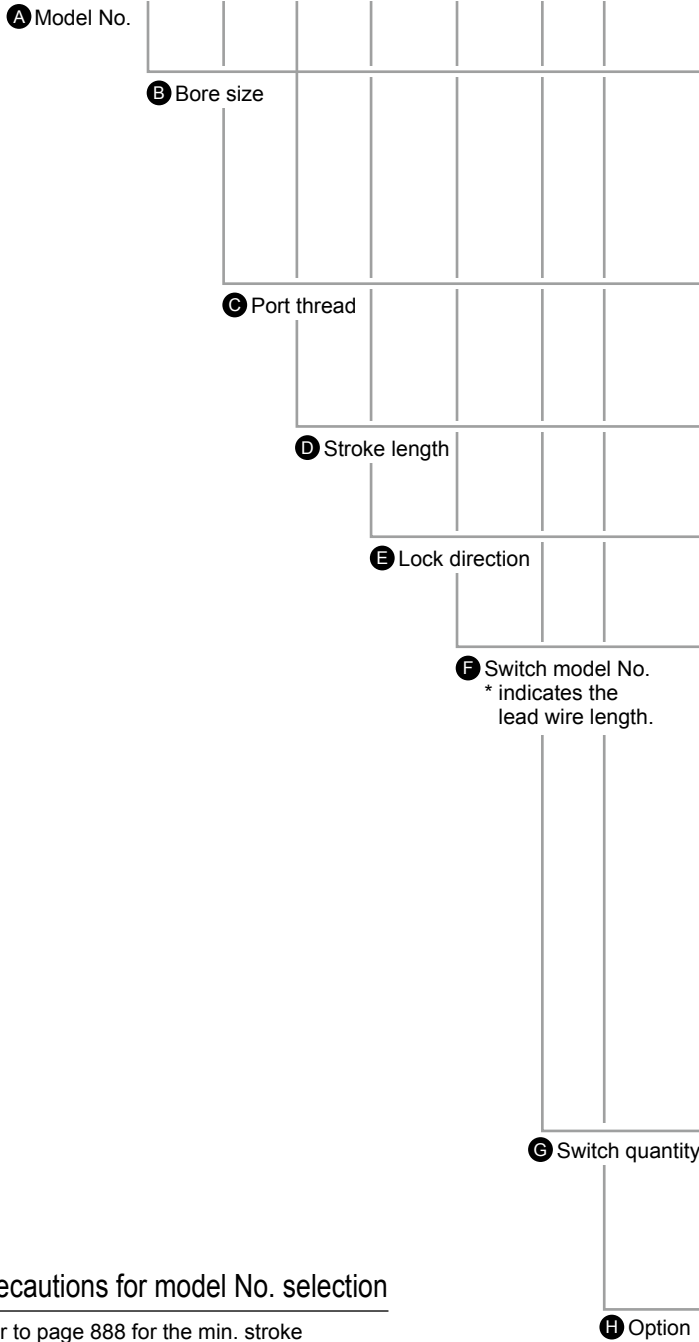 A Model No.
B Bore size
C Port thread
D Stroke length
E Lock direction
F Switch model No.
* indicates the
lead wire length.
G Switch quantity
H Option
ecautions for model No. selection
r to page 888 for the min. stroke